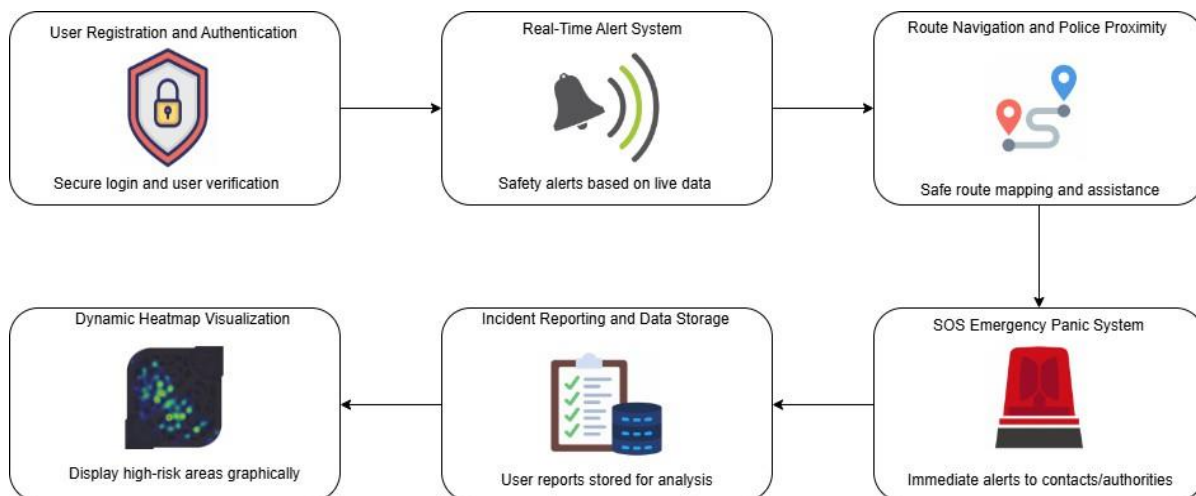 User Registration and Authentication
Secure login and user verification
Real-Time Alert System
Safety alerts based on live data
Route Navigation and Police Proximity
Safe route mapping and assistance
SOS Emergency Panic System
Immediate alerts to contacts/authorities
Incident Reporting and Data Storage
User reports stored for analysis
Dynamic Heatmap Visualization
Display high-risk areas graphically